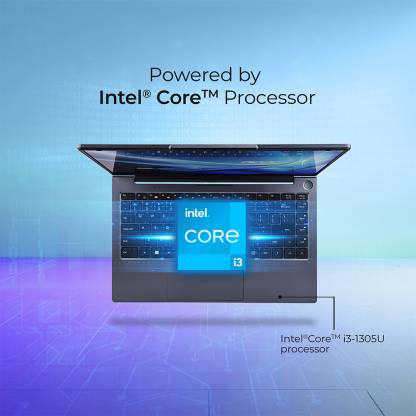 Powered by
Intel® Core™ Processor
intel.
CORE
i3
Intel®Core™ i3-1305U
processor